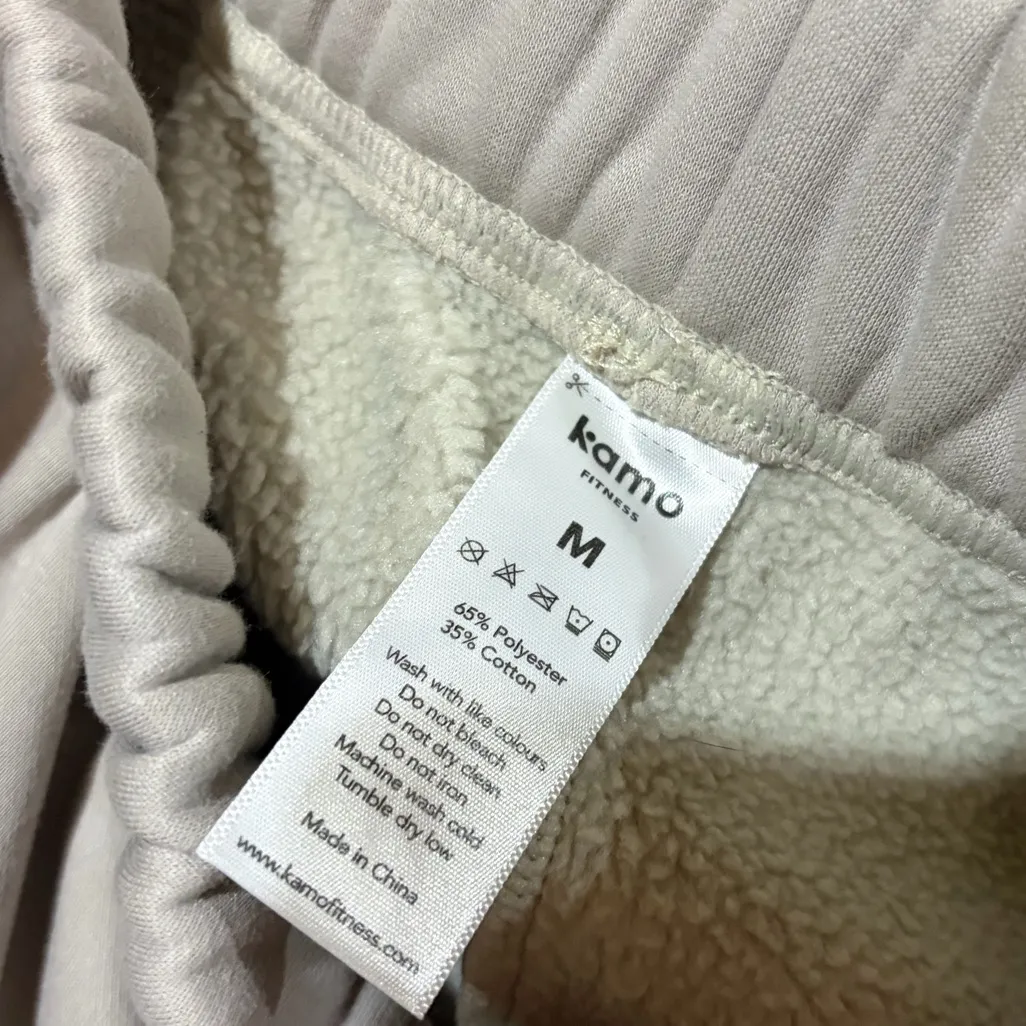 kamo
FITNESS
M
65% Polyester
35% Cotton
Wash with like colours
Do not bleach
Do not dry clean
Do not iron
Machine wash cold
Tumble dry low
Made in China
www.kamofitness.com